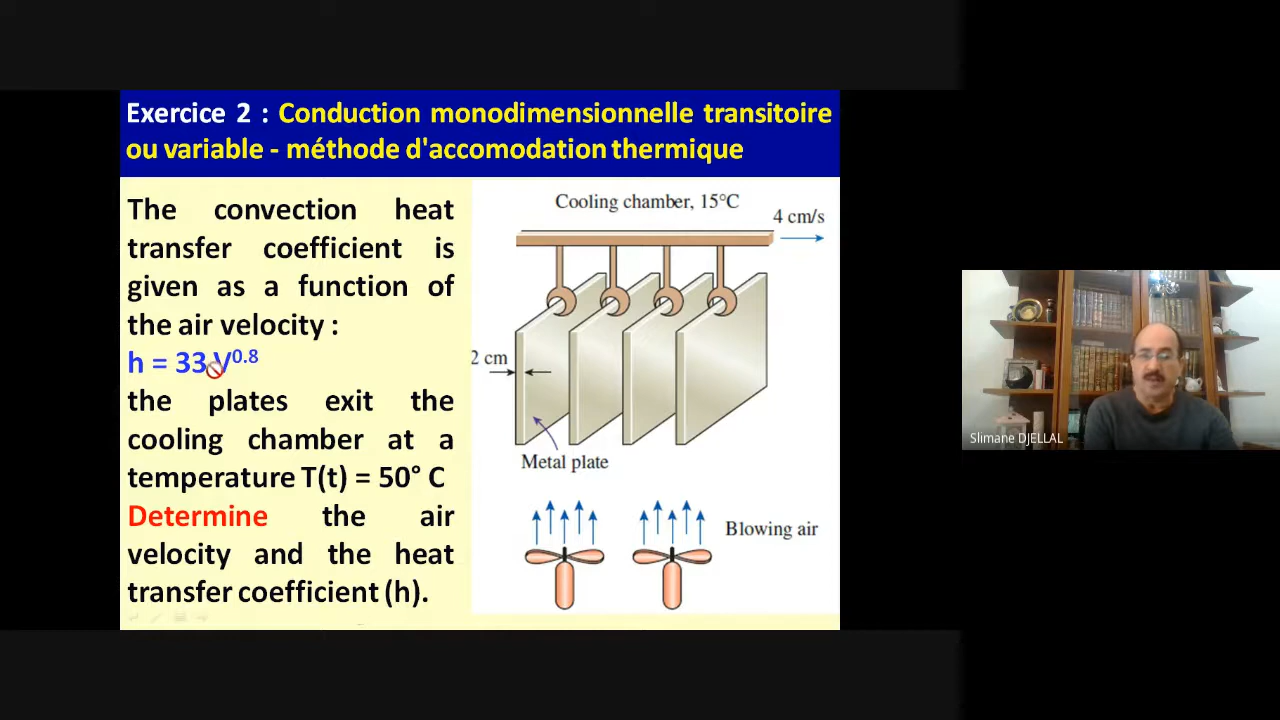 Exercice 2 : Conduction monodimensionnelle transitoire
ou variable - méthode d'accomodation thermique
The convection heat
transfer coefficient is
given as a function of
the air velocity :
h = 33 V^0.8
the plates exit the
cooling chamber at a
temperature T(t) = 50° C
Determine the air
velocity and the heat
transfer coefficient (h).
Cooling chamber, 15°C
4 cm/s
2 cm
Metal plate
Blowing air
Slimane DJELLAL